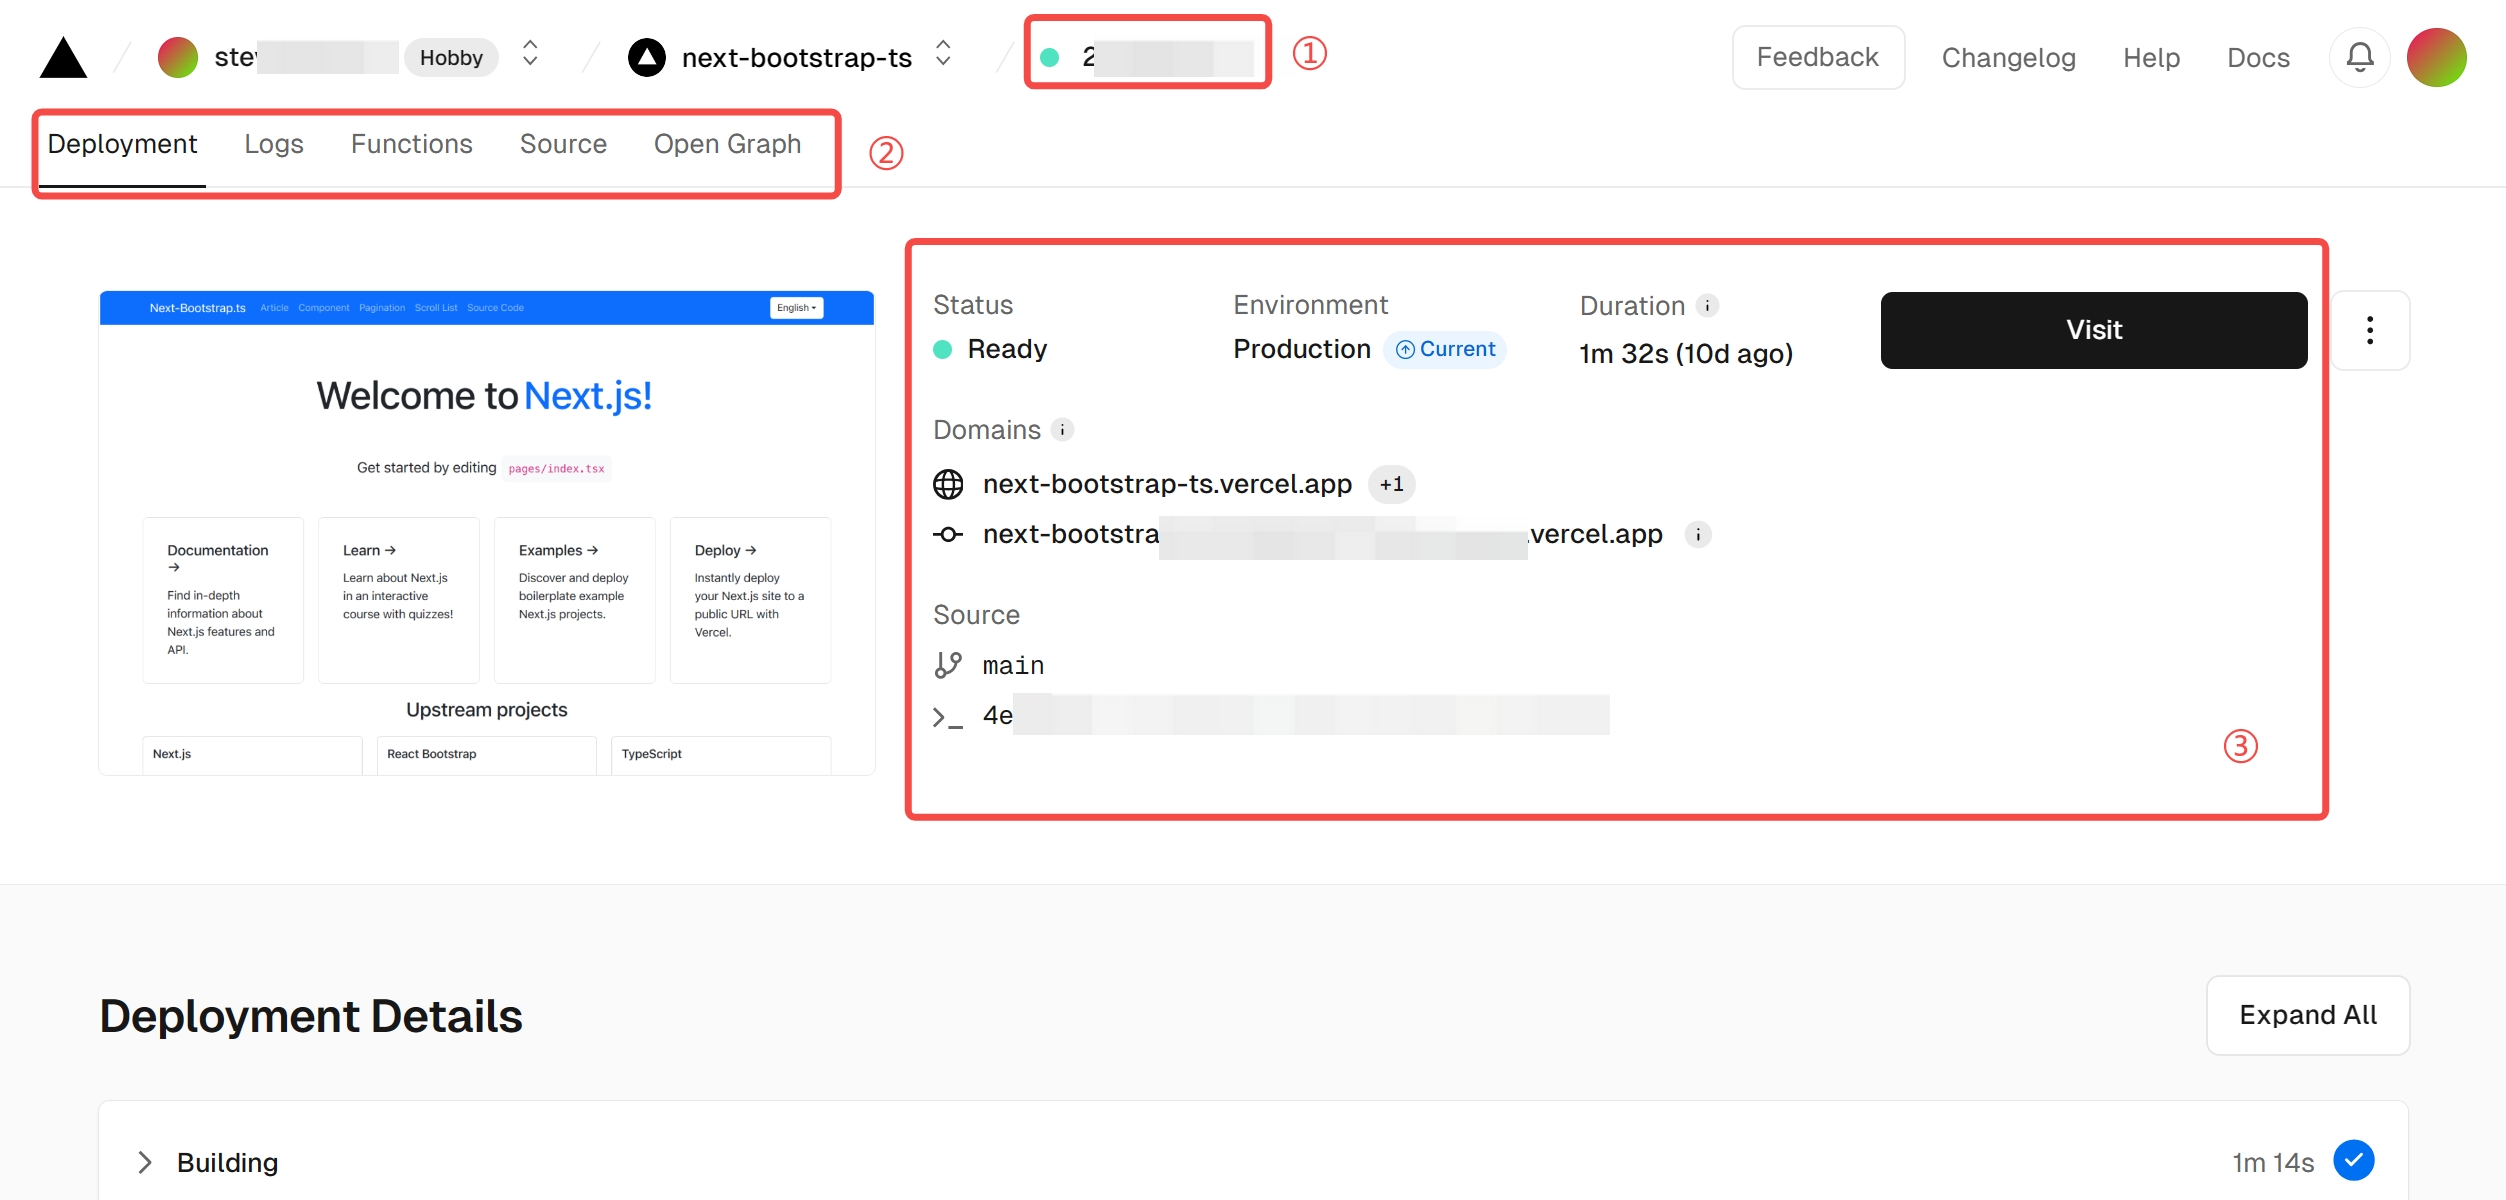 ste Hobby next-bootstrap-ts 2 ① Feedback Changelog Help Docs
Deployment Logs Functions Source Open Graph ②
Next-Bootstrap.ts Article Component Pagination Scroll List Source Code English
Welcome to Next.js!
Get started by editing pages/index.tsx
Documentation →
Find in-depth
information about
Next.js features and
API.
Learn →
Learn about Next.js
in an interactive
course with quizzes!
Examples →
Discover and deploy
boilerplate example
Next.js projects.
Deploy →
Instantly deploy
your Next.js site to a
public URL with
Vercel.
Upstream projects
Next.js React Bootstrap TypeScript
Status Environment Duration i
Ready Production Current 1m 32s (10d ago) Visit
Domains i
next-bootstrap-ts.vercel.app +1
next-bootstra .vercel.app i
Source
main
4e
③
Deployment Details Expand All
Building 1m 14s